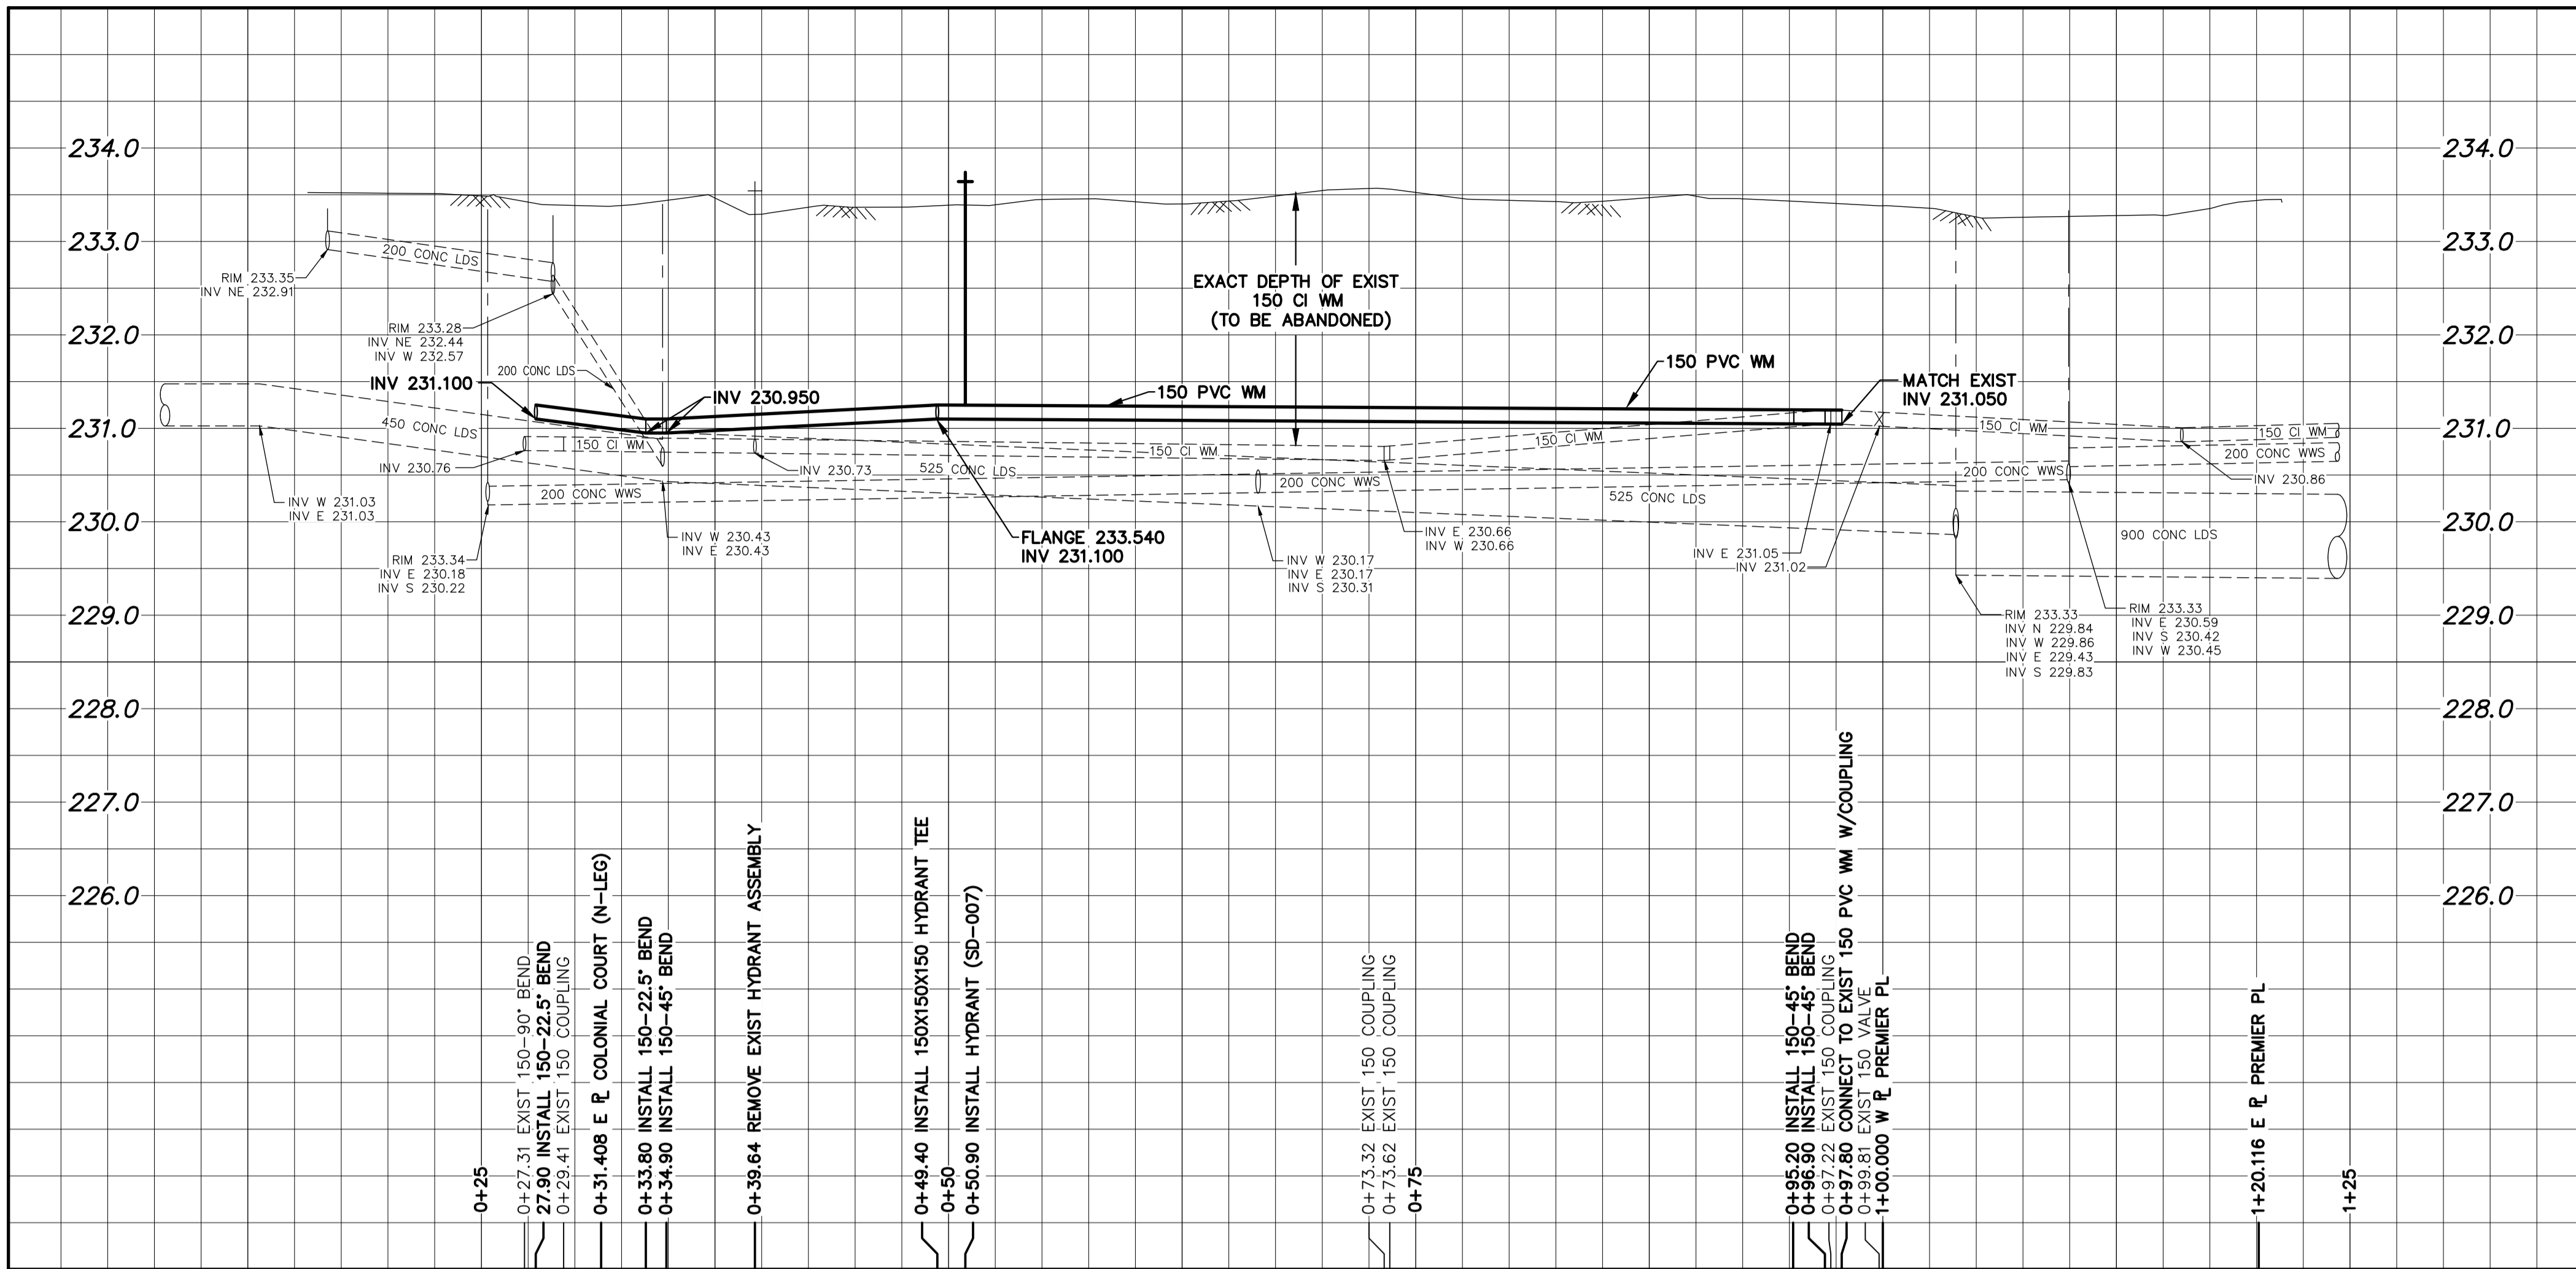 234.0
234.0
233.0
233.0
232.0
232.0
231.0
231.0
230.0
230.0
229.0
229.0
228.0
228.0
227.0
227.0
226.0
226.0
200 CONC LDS
RIM 233.35
INV NE 232.91
RIM 233.28
INV NE 232.44
INV W 232.57
200 CONC LDS
INV 231.100
INV 230.950
450 CONC LDS
150 CI WM
INV 230.76
INV W 231.03
INV E 231.03
200 CONC WWS
RIM 233.34
INV E 230.18
INV S 230.22
INV W 230.43
INV E 230.43
INV 230.73
525 CONC LDS
FLANGE 233.540
INV 231.100
EXACT DEPTH OF EXIST
150 CI WM
(TO BE ABANDONED)
150 PVC WM
150 PVC WM
150 CI WM
150 CI WM
200 CONC WWS
INV W 230.17
INV E 230.17
INV S 230.31
INV E 230.66
INV W 230.66
525 CONC LDS
INV E 231.05
INV 231.02
MATCH EXIST
INV 231.050
150 CI WM
150 CI WM
200 CONC WWS
200 CONC WWS
INV 230.86
900 CONC LDS
RIM 233.33
INV N 229.84
INV W 229.86
INV E 229.43
INV S 229.83
RIM 233.33
INV E 230.59
INV S 230.42
INV W 230.45
0+25
0+27.31 EXIST 150-90° BEND
27.90 INSTALL 150-22.5° BEND
0+29.41 EXIST 150 COUPLING
0+31.408 E PL COLONIAL COURT (N-LEG)
0+33.80 INSTALL 150-22.5° BEND
0+34.90 INSTALL 150-45° BEND
0+39.64 REMOVE EXIST HYDRANT ASSEMBLY
0+49.40 INSTALL 150X150X150 HYDRANT TEE
0+50
0+50.90 INSTALL HYDRANT (SD-007)
0+73.32 EXIST 150 COUPLING
0+73.62 EXIST 150 COUPLING
0+75
0+95.20 INSTALL 150-45° BEND
0+96.90 INSTALL 150-45° BEND
0+97.22 EXIST 150 COUPLING
0+97.80 CONNECT TO EXIST 150 PVC WM W/COUPLING
0+99.81 EXIST 150 VALVE
1+00.000 W PL PREMIER PL
1+20.116 E PL PREMIER PL
1+25